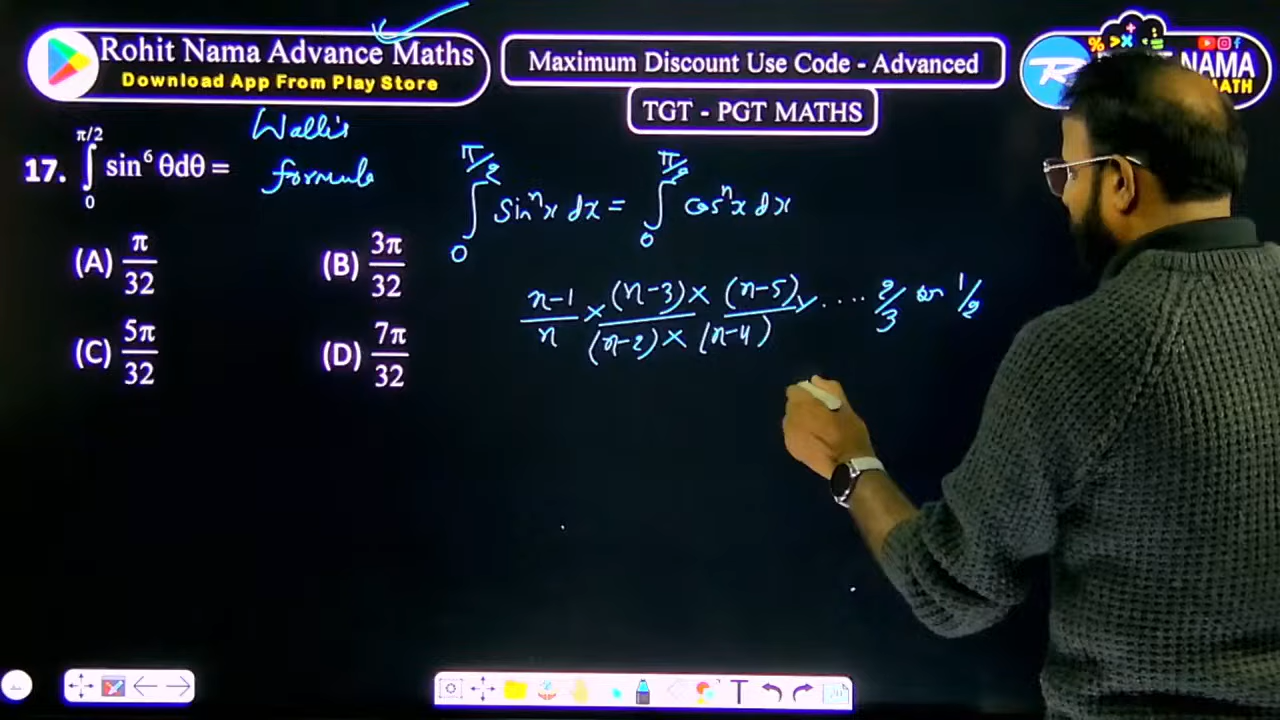 Rohit Nama Advance Maths
Download App From Play Store
Maximum Discount Use Code - Advanced
NAMA
MATH
TGT - PGT MATHS
Wallis
formule
17. ∫₀^{π/2} sin⁶ θdθ =
∫₀^{π/2} sinⁿx dx = ∫₀^{π/2} cosⁿx dx
(A) π/32
(B) 3π/32
(C) 5π/32
(D) 7π/32
(n-1)/n × (n-3)/(n-2) × (n-5)/(n-4) × .... 2/3 or 1/2
T